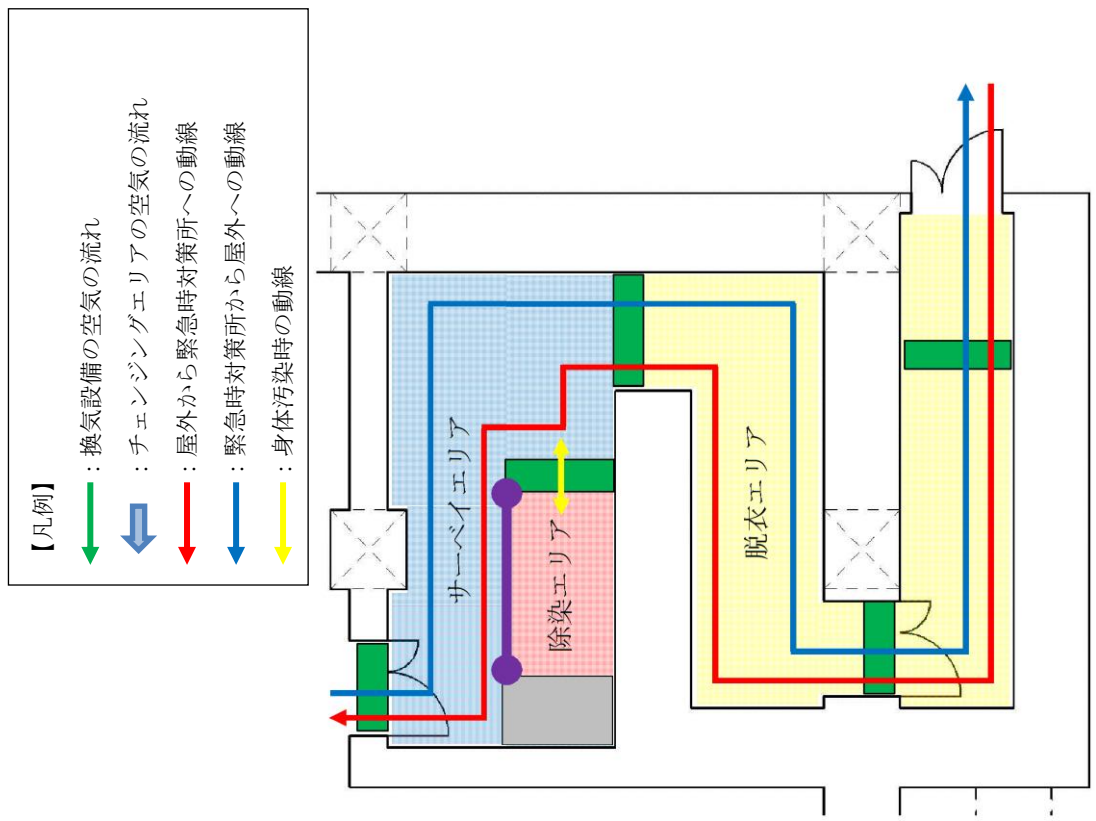 【凡例】
：換気設備の空気の流れ
：チェンジングエリアの空気の流れ
：屋外から緊急時対策所への動線
：緊急時対策所から屋外への動線
：身体汚染時の動線
サーベイエリア
除染エリア
脱衣エリア